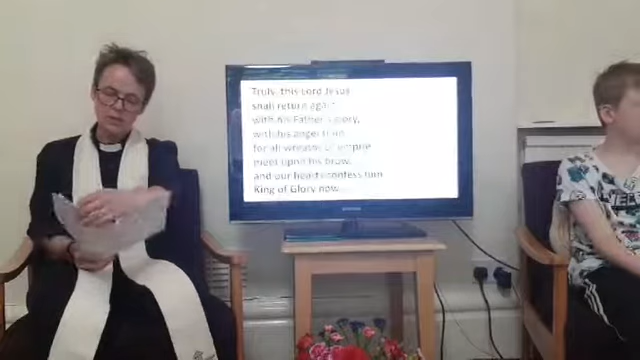 Truly, this Lord Jesus
shall return again
with his Father's glory,
with his angel train
for all wreaths of empire
meet upon his brow,
and our hearts confess him
King of Glory now